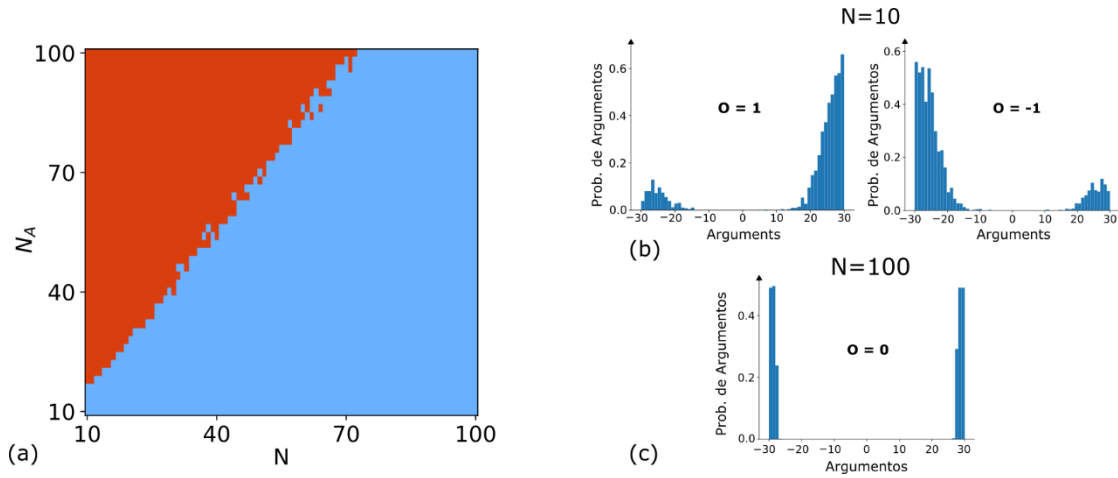 100
70
40
10
N_A
10
40
70
100
N
(a)
N=10
0.6
0.4
0.2
0.0
Prob. de Argumentos
O = 1
−30
−20
−10
0
10
20
30
Arguments
0.6
0.4
0.2
0.0
Prob. de Argumentos
O = -1
−30
−20
−10
0
10
20
30
Arguments
(b)
N=100
0.4
0.2
0.0
Prob. de Argumentos
O = 0
−30
−20
−10
0
10
20
30
Argumentos
(c)